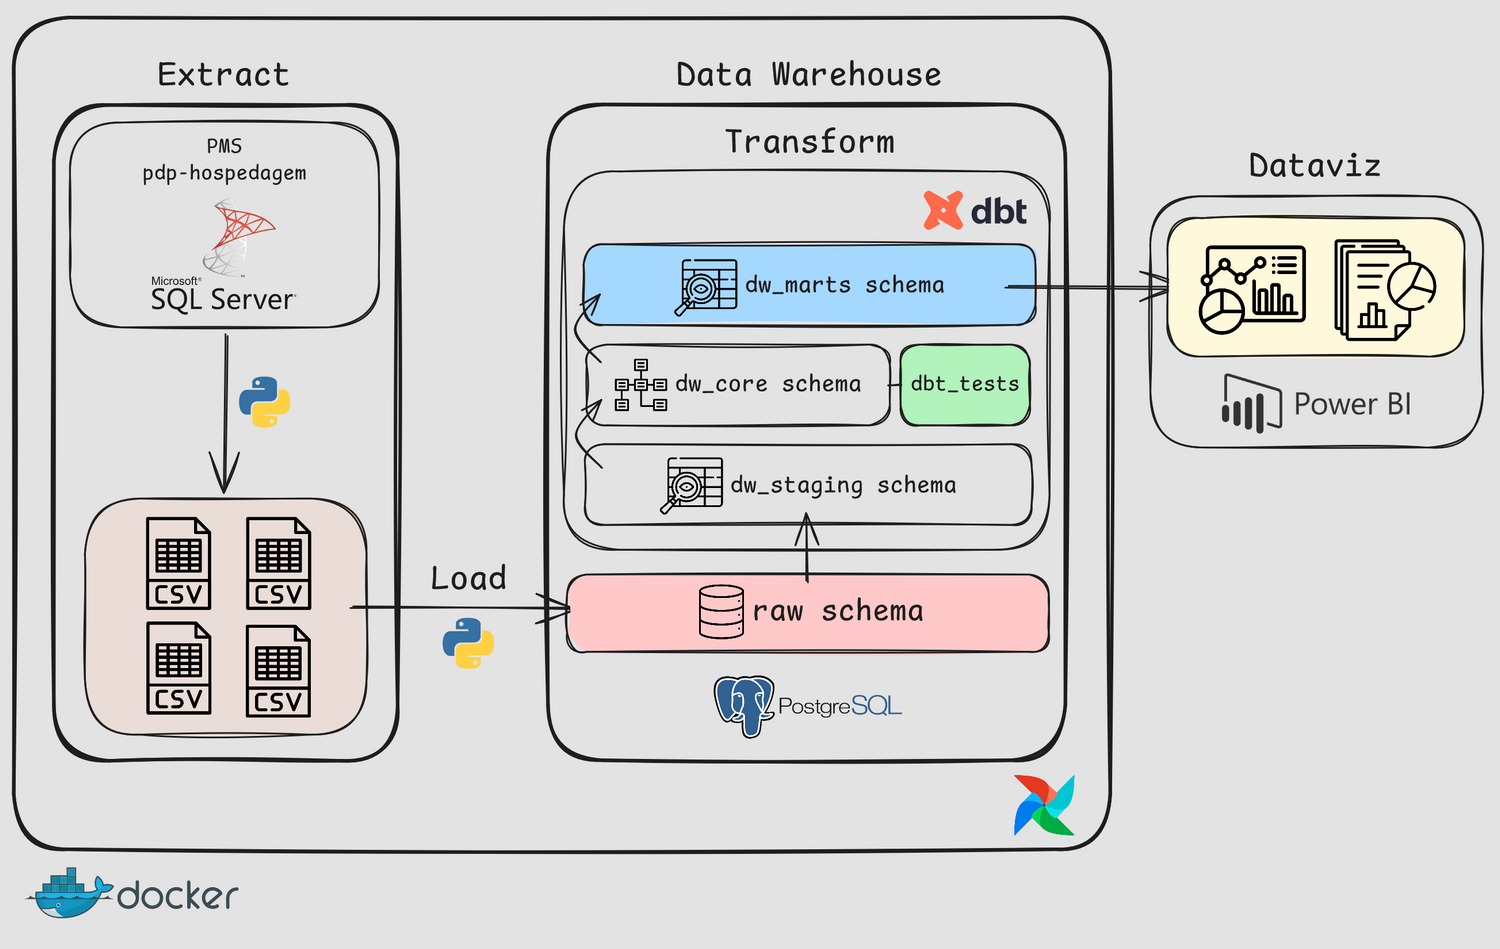 Extract
PMS
pdp-hospedagem
Microsoft®
SQL Server
CSV
CSV
CSV
CSV
Load
Data Warehouse
Transform
dbt
dw_marts schema
dw_core schema
dbt_tests
dw_staging schema
raw schema
PostgreSQL
Dataviz
Power BI
docker